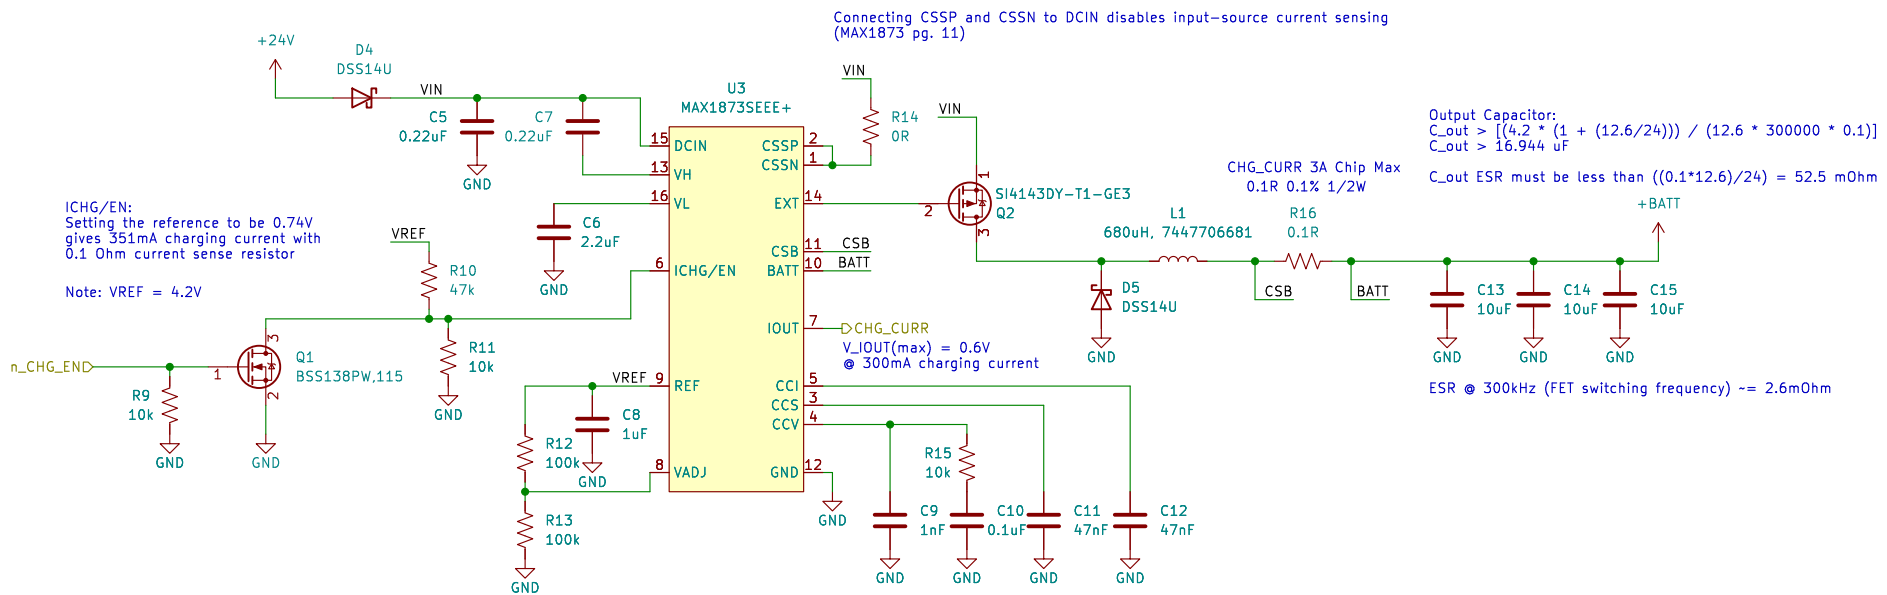 Connecting CSSP and CSSN to DCIN disables input-source current sensing
(MAX1873 pg. 11)
+24V
D4
DSS14U
VIN
C5
0.22uF
GND
C7
0.22uF
U3
MAX1873SEEE+
15
DCIN
13
VH
16
VL
6
ICHG/EN
9
REF
8
VADJ
CSSP
2
CSSN
1
EXT
14
CSB
11
BATT
10
IOUT
7
CCI
5
CCS
3
CCV
4
GND
12
VIN
R14
0R
VIN
1
2
3
SI4143DY-T1-GE3
Q2
CSB
BATT
CHG_CURR
V_IOUT(max) = 0.6V
@ 300mA charging current
C6
2.2uF
GND
ICHG/EN:
Setting the reference to be 0.74V
gives 351mA charging current with
0.1 Ohm current sense resistor
Note: VREF = 4.2V
VREF
R10
47k
R11
10k
GND
n_CHG_EN
R9
10k
GND
1
3
2
Q1
BSS138PW,115
GND
VREF
C8
1uF
GND
R12
100k
R13
100k
GND
GND
R15
10k
C9
1nF
GND
C10
0.1uF
GND
C11
47nF
GND
C12
47nF
GND
D5
DSS14U
GND
L1
680uH, 7447706681
CHG_CURR 3A Chip Max
0.1R 0.1% 1/2W
R16
0.1R
CSB
BATT
Output Capacitor:
C_out > [(4.2 * (1 + (12.6/24))) / (12.6 * 300000 * 0.1)]
C_out > 16.944 uF
C_out ESR must be less than ((0.1*12.6)/24) = 52.5 mOhm
+BATT
C13
10uF
GND
C14
10uF
GND
C15
10uF
GND
ESR @ 300kHz (FET switching frequency) ~= 2.6mOhm